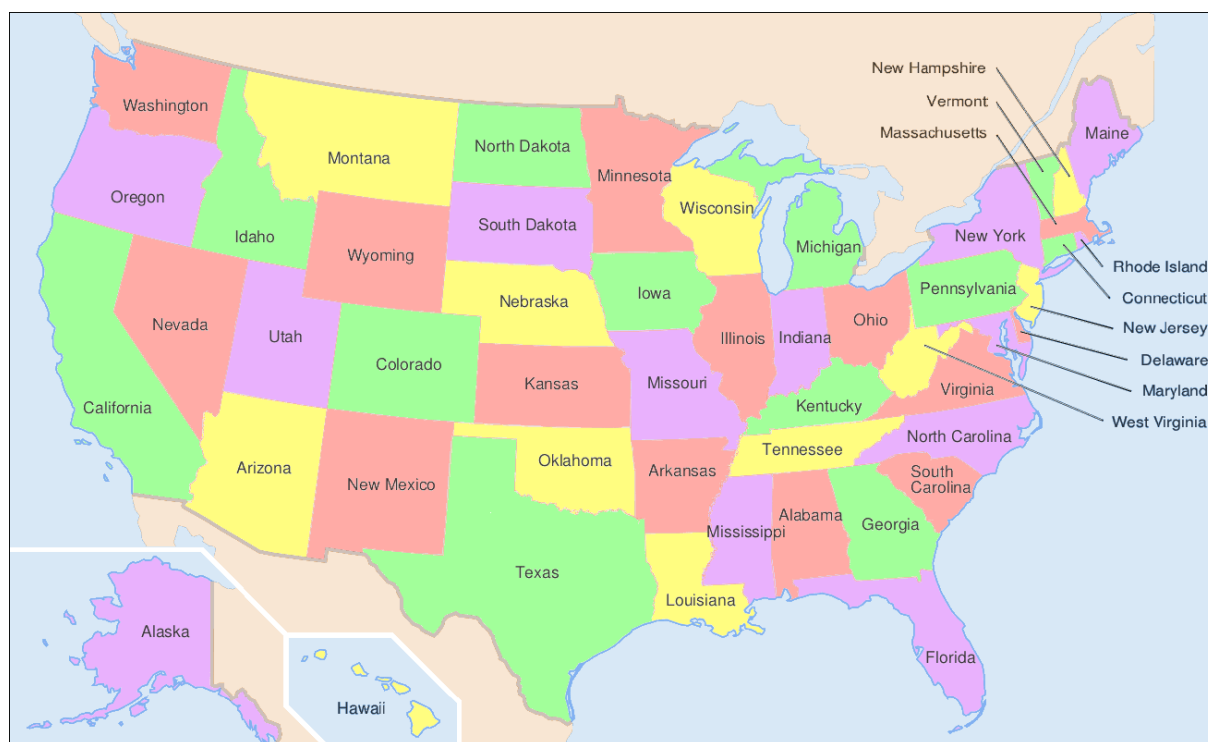 New Hampshire
Vermont
Massachusetts
Washington
Maine
Montana
North Dakota
Minnesota
Oregon
Idaho
South Dakota
Wisconsin
Michigan
New York
Wyoming
Rhode Island
Connecticut
Nebraska
Iowa
Pennsylvania
Nevada
Utah
Illinois
Indiana
Ohio
New Jersey
Delaware
Colorado
Kansas
Missouri
Virginia
Maryland
California
Kentucky
West Virginia
Arizona
Oklahoma
Tennessee
North Carolina
New Mexico
Arkansas
South
Carolina
Mississippi
Alabama
Georgia
Texas
Louisiana
Alaska
Florida
Hawaii